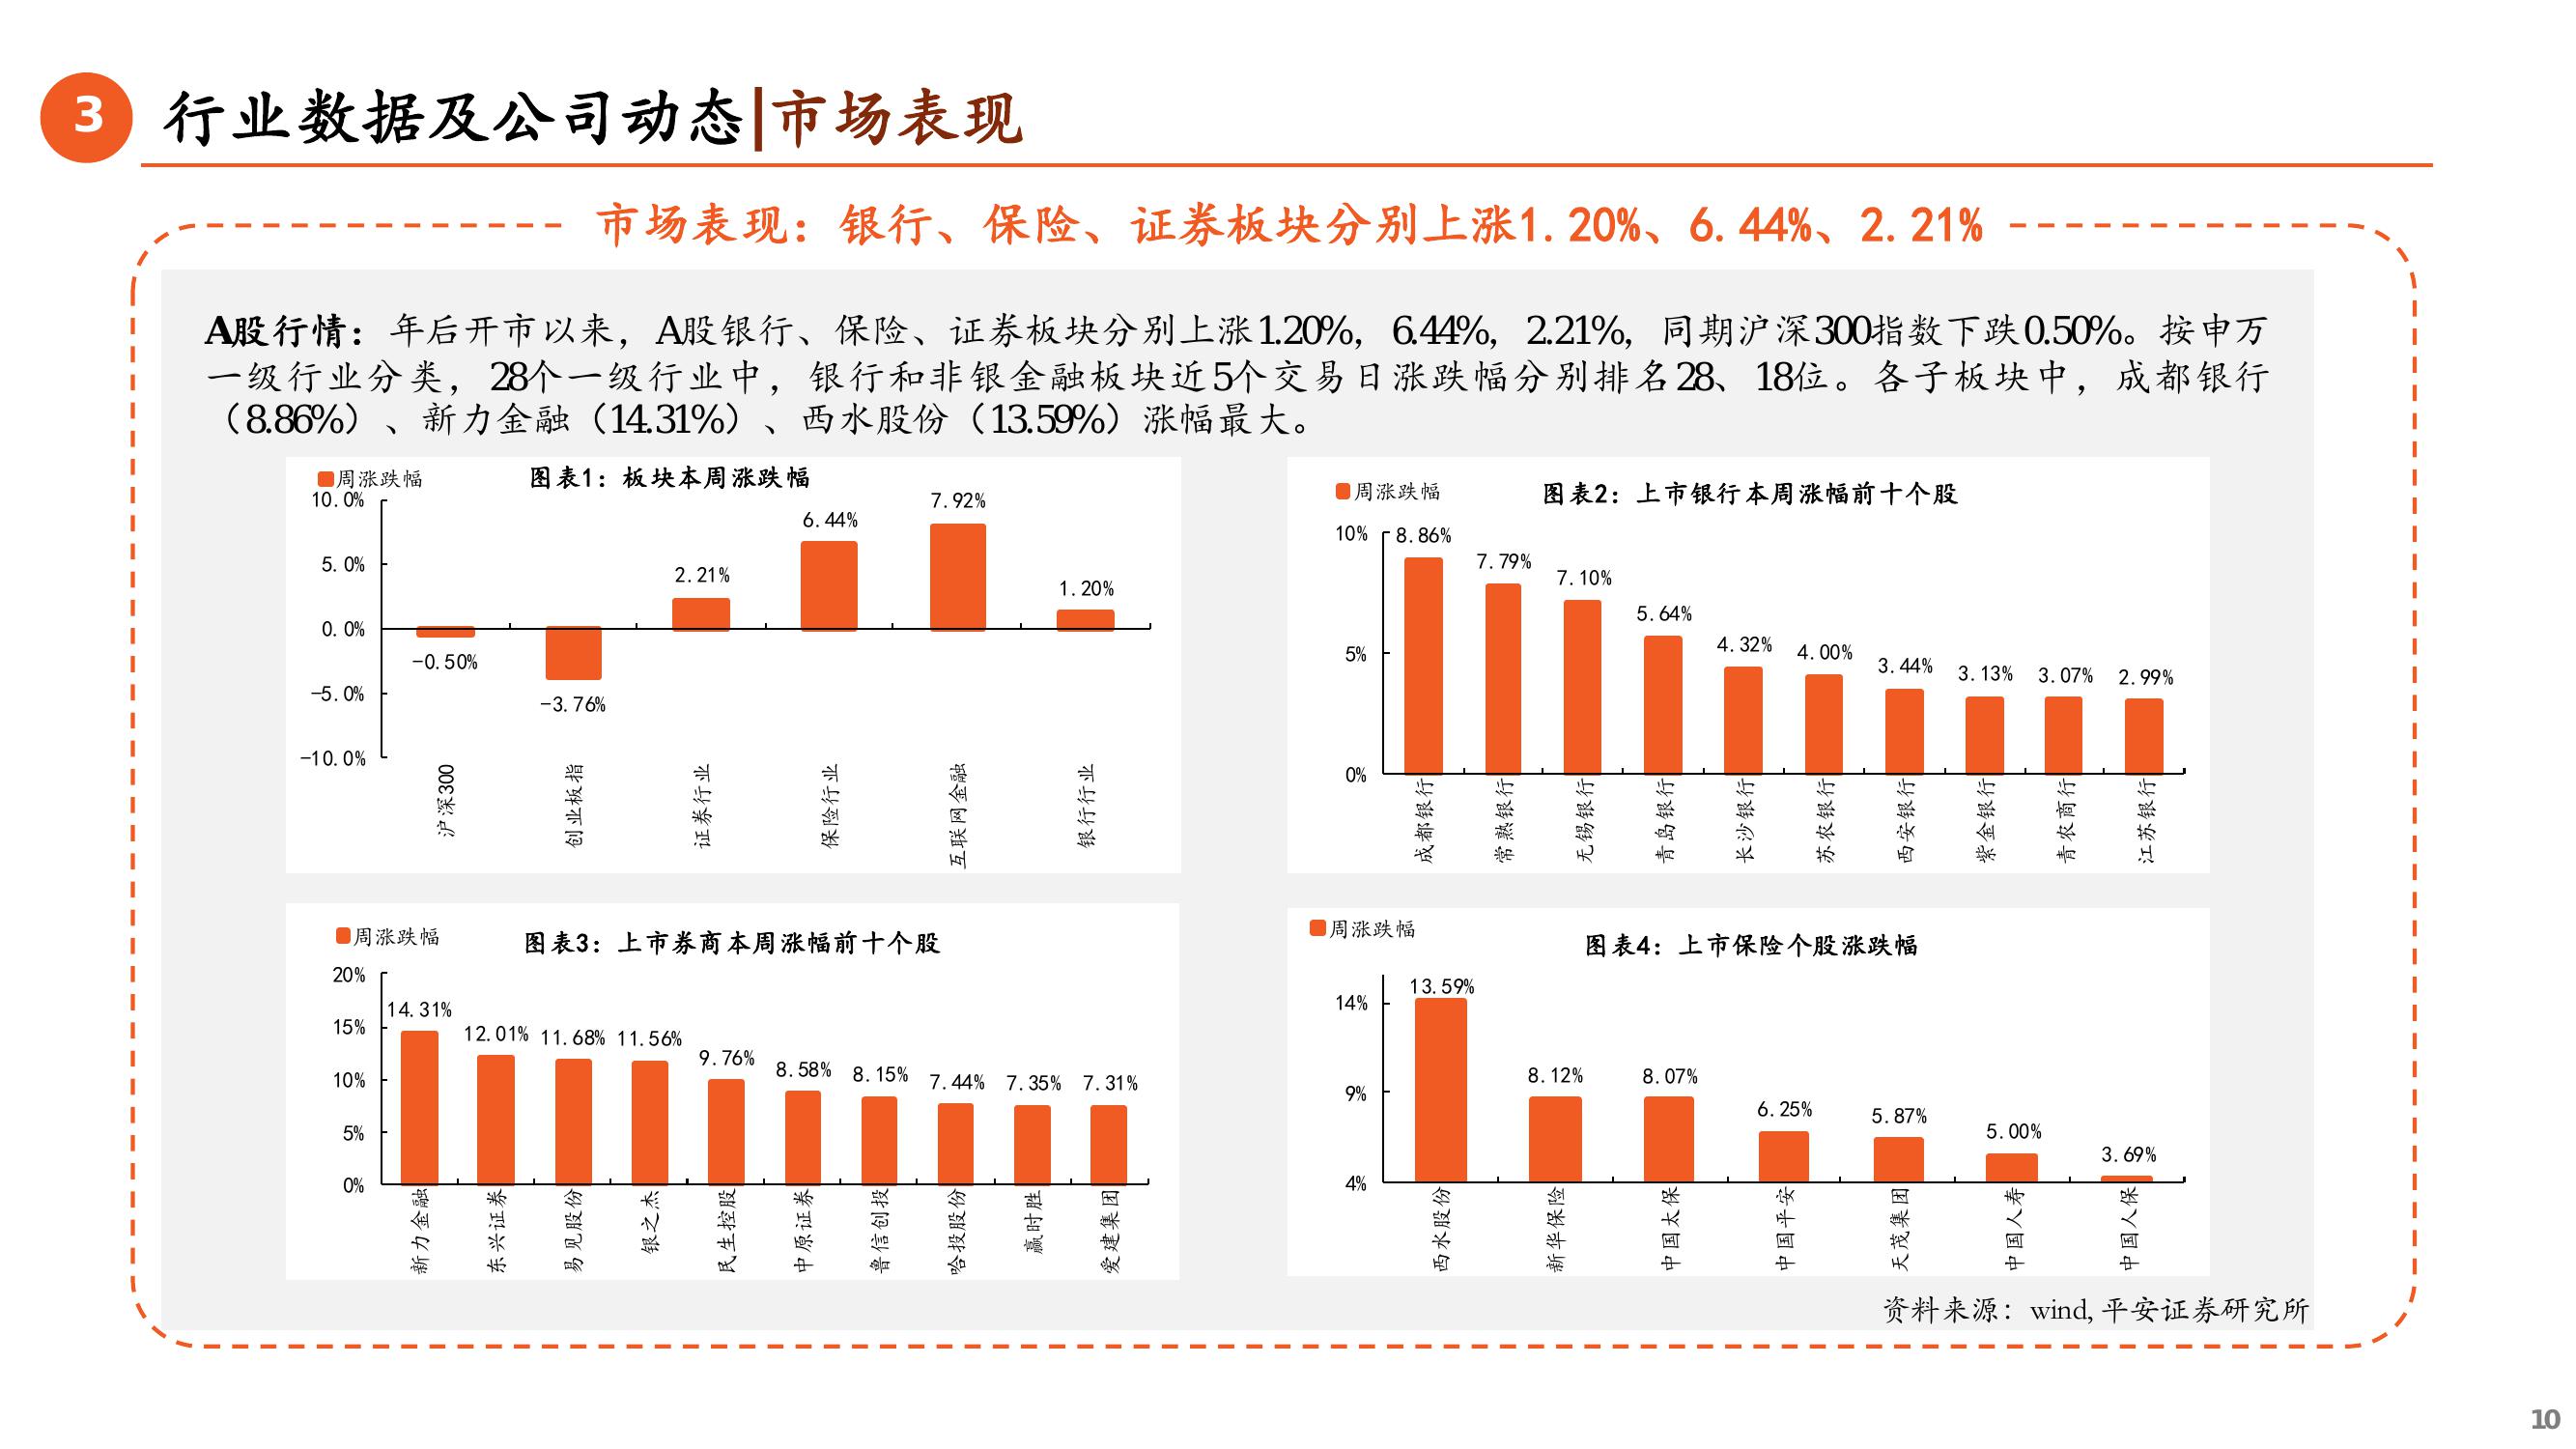 3
行业数据及公司动态|市场表现
市场表现：银行、保险、证券板块分别上涨1.20%、6.44%、2.21%
A股行情：年后开市以来，A股银行、保险、证券板块分别上涨1.20%，6.44%，2.21%，同期沪深300指数下跌0.50%。按申万
一级行业分类，28个一级行业中，银行和非银金融板块近5个交易日涨跌幅分别排名28、18位。各子板块中，成都银行
（8.86%）、新力金融（14.31%）、西水股份（13.59%）涨幅最大。
周涨跌幅
图表1：板块本周涨跌幅
10.0%
5.0%
0.0%
-5.0%
-10.0%
-0.50%
-3.76%
2.21%
6.44%
7.92%
1.20%
沪深300
创业板指
证券行业
保险行业
互联网金融
银行行业
周涨跌幅
图表2：上市银行本周涨幅前十个股
10%
5%
0%
8.86%
7.79%
7.10%
5.64%
4.32%
4.00%
3.44%
3.13%
3.07%
2.99%
成都银行
常熟银行
无锡银行
青岛银行
长沙银行
苏农银行
西安银行
紫金银行
青农商行
江苏银行
周涨跌幅
图表3：上市券商本周涨幅前十个股
20%
15%
10%
5%
0%
14.31%
12.01%
11.68%
11.56%
9.76%
8.58%
8.15%
7.44%
7.35%
7.31%
新力金融
东兴证券
易见股份
银之杰
民生控股
中原证券
鲁信创投
哈投股份
赢时胜
爱建集团
周涨跌幅
图表4：上市保险个股涨跌幅
14%
9%
4%
13.59%
8.12%
8.07%
6.25%
5.87%
5.00%
3.69%
西水股份
新华保险
中国太保
中国平安
天茂集团
中国人寿
中国人保
资料来源：wind,平安证券研究所
10